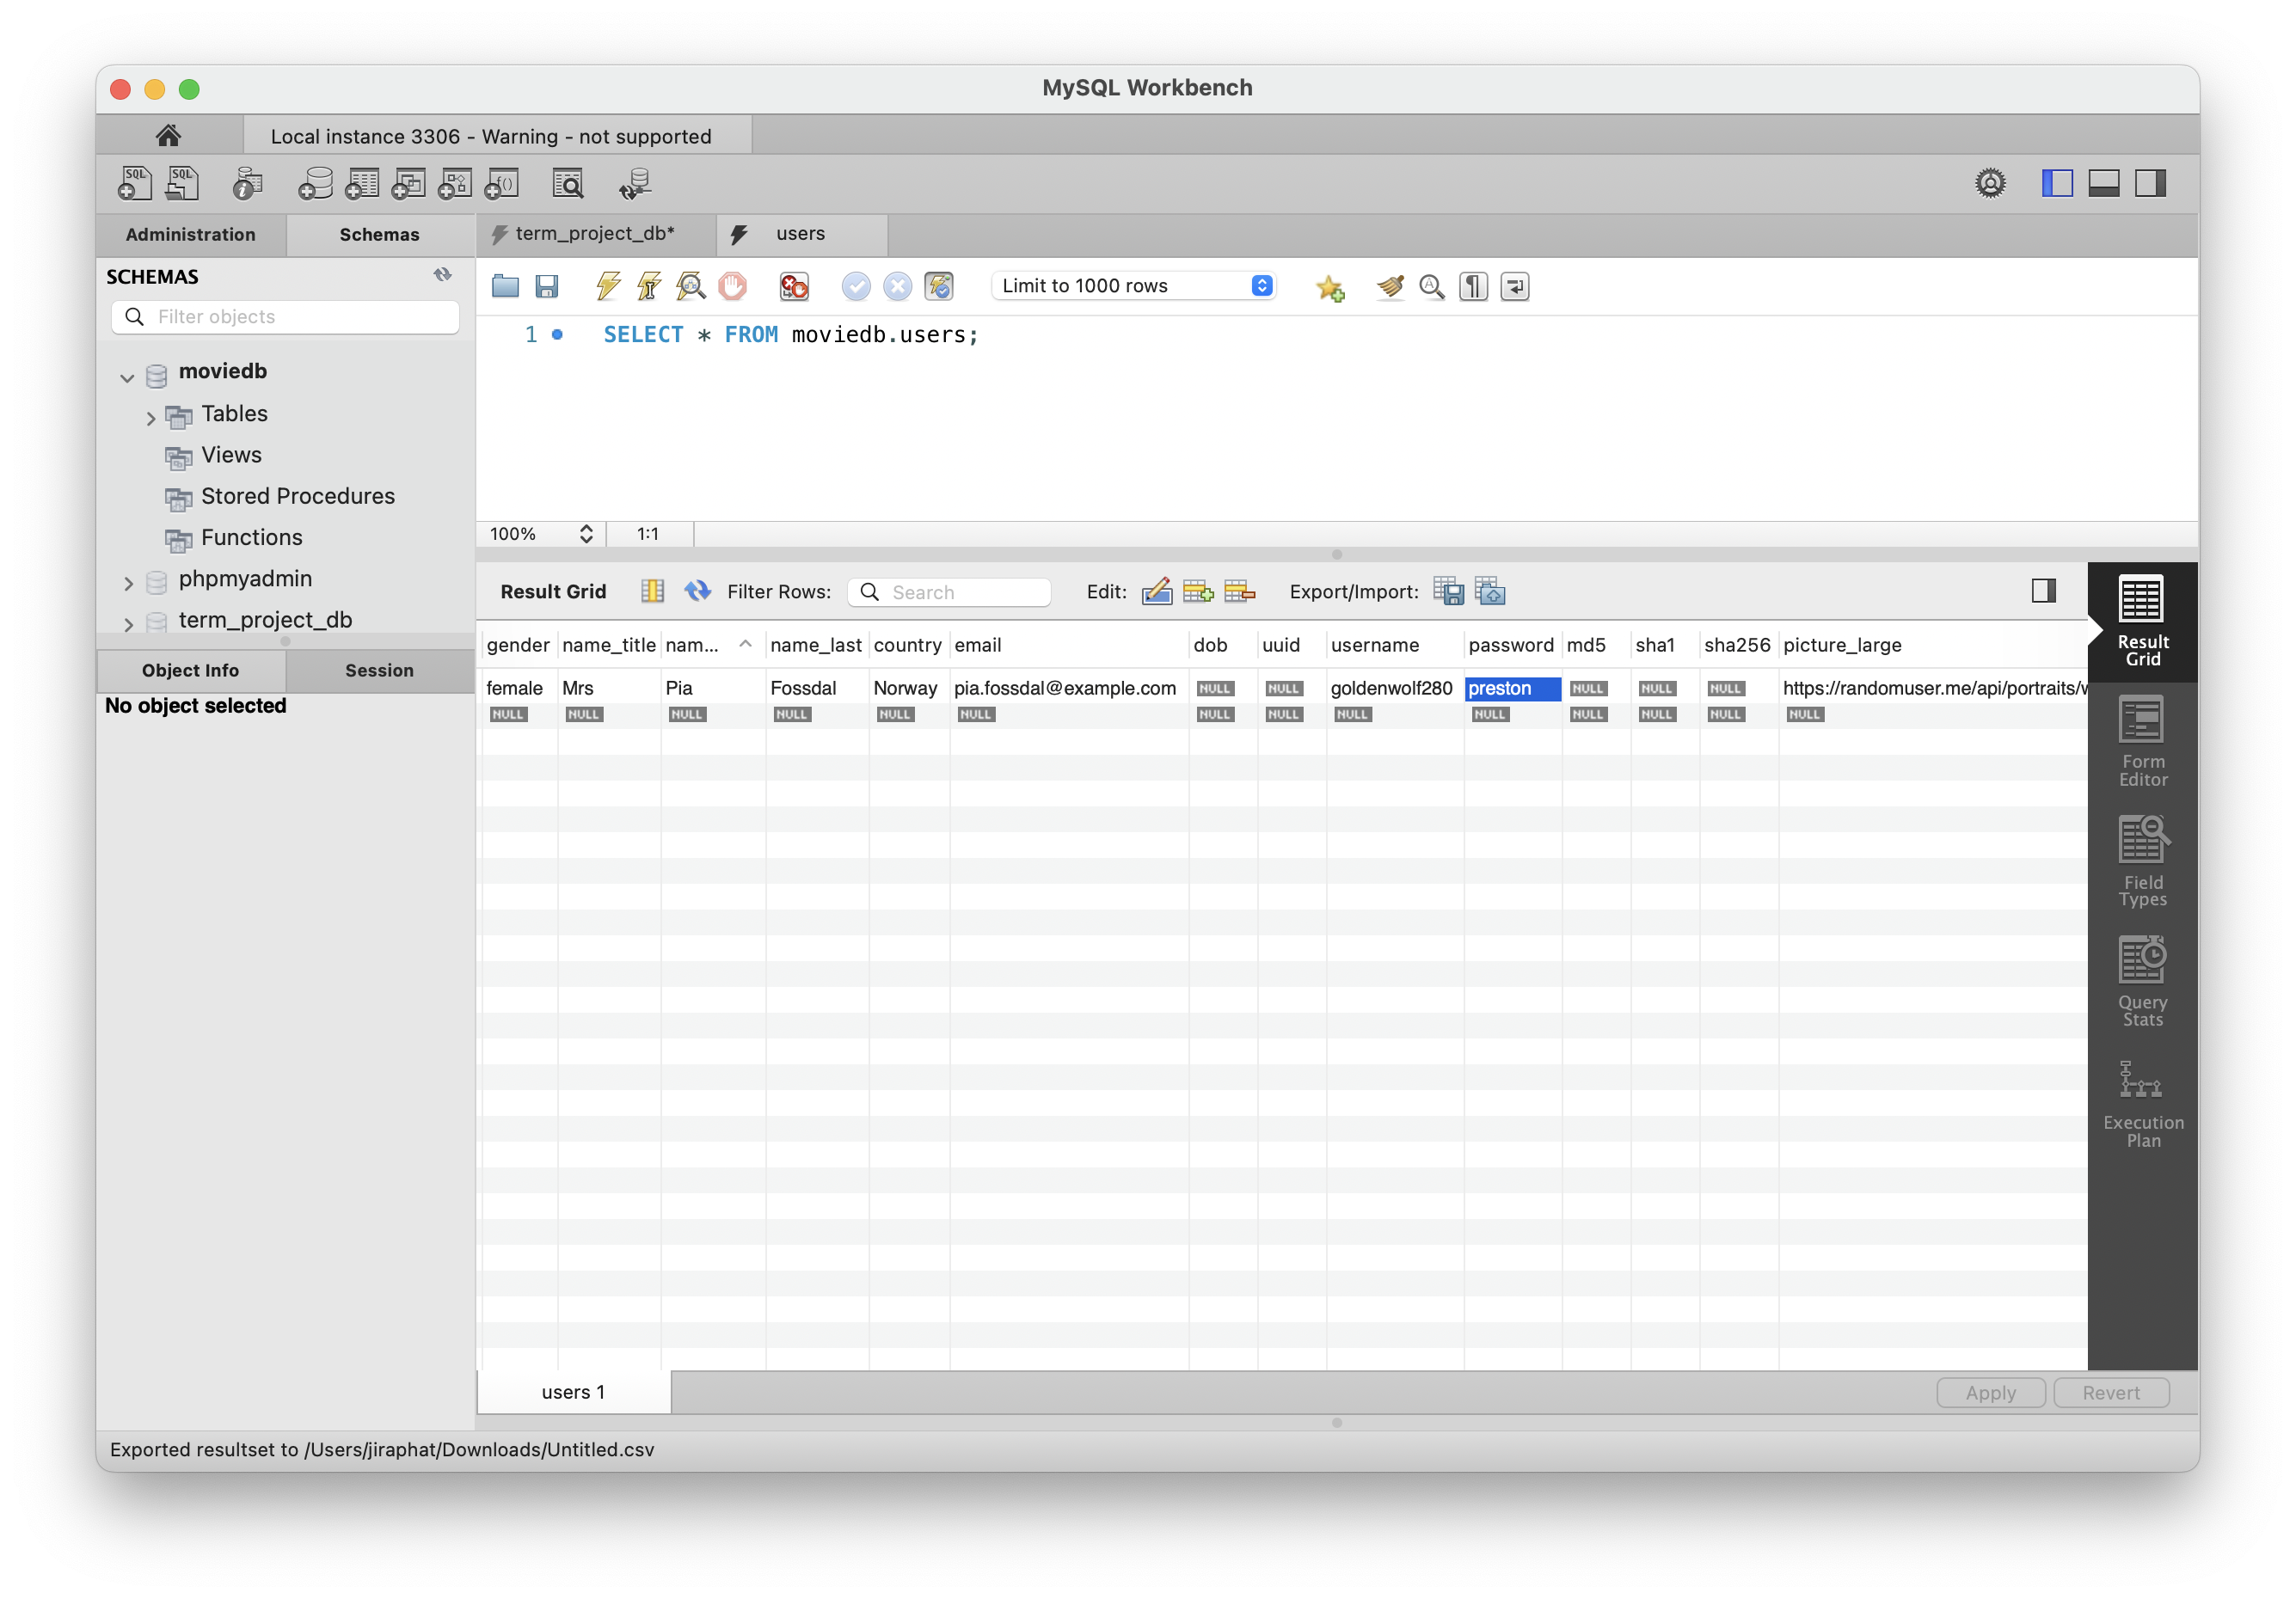 MySQL Workbench
Local instance 3306 - Warning - not supported
SQL SQL i f()
Administration Schemas term_project_db* users
SCHEMAS
Filter objects
Limit to 1000 rows
1 SELECT * FROM moviedb.users;
moviedb
Tables
Views
Stored Procedures
Functions
phpmyadmin
term_project_db
100% 1:1
Result Grid Filter Rows: Search Edit: Export/Import:
Object Info Session
No object selected
gender name_title nam... name_last country email dob uuid username password md5 sha1 sha256 picture_large
female Mrs Pia Fossdal Norway pia.fossdal@example.com NULL NULL goldenwolf280 preston NULL NULL NULL https://randomuser.me/api/portraits/w
NULL NULL NULL NULL NULL NULL NULL NULL NULL NULL NULL NULL NULL NULL
Result
Grid
Form
Editor
Field
Types
Query
Stats
Execution
Plan
users 1 Apply Revert
Exported resultset to /Users/jiraphat/Downloads/Untitled.csv